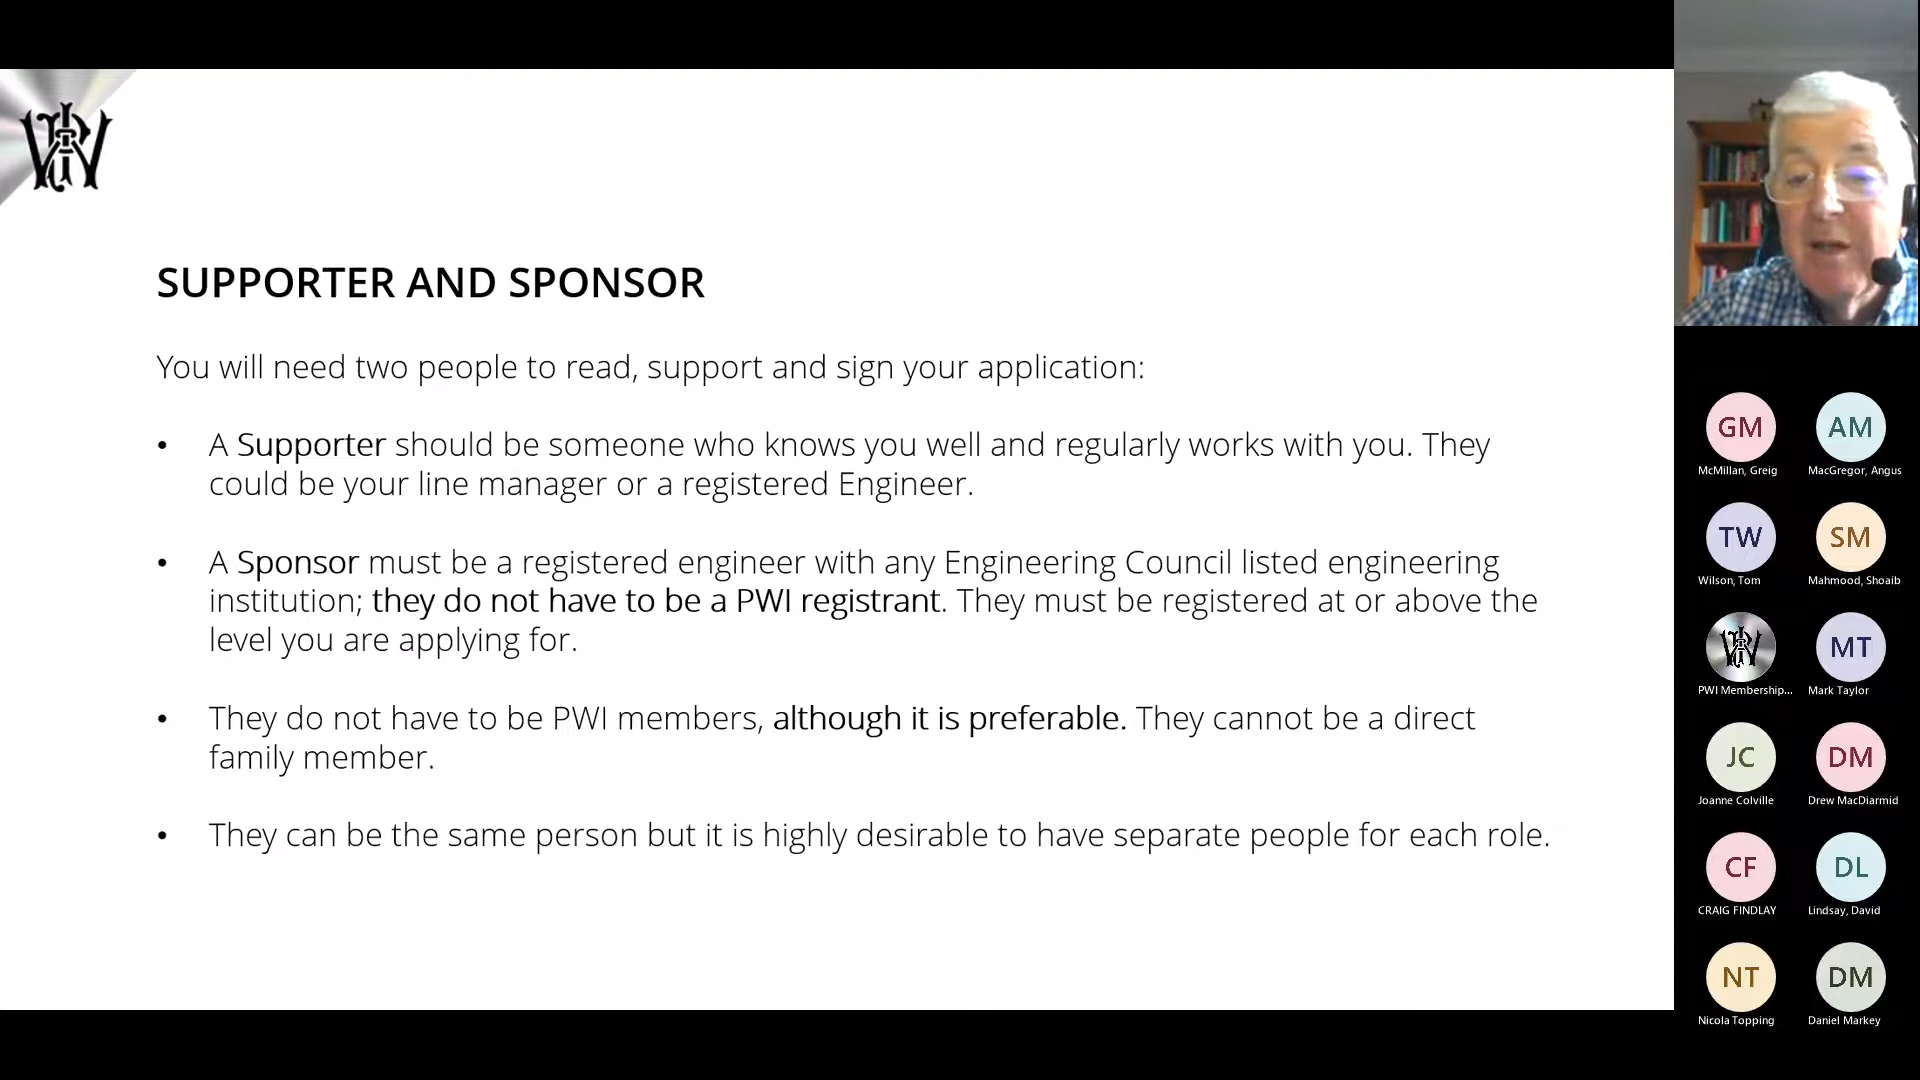 SUPPORTER AND SPONSOR
You will need two people to read, support and sign your application:
• A Supporter should be someone who knows you well and regularly works with you. They
could be your line manager or a registered Engineer.
• A Sponsor must be a registered engineer with any Engineering Council listed engineering
institution; they do not have to be a PWI registrant. They must be registered at or above the
level you are applying for.
• They do not have to be PWI members, although it is preferable. They cannot be a direct
family member.
• They can be the same person but it is highly desirable to have separate people for each role.
GM AM
McMillan, Greig MacGregor, Angus
TW SM
Wilson, Tom Mahmood, Shoaib
MT
PWI Membership... Mark Taylor
JC DM
Joanne Colville Drew MacDiarmid
CF DL
CRAIG FINDLAY Lindsay, David
NT DM
Nicola Topping Daniel Markey